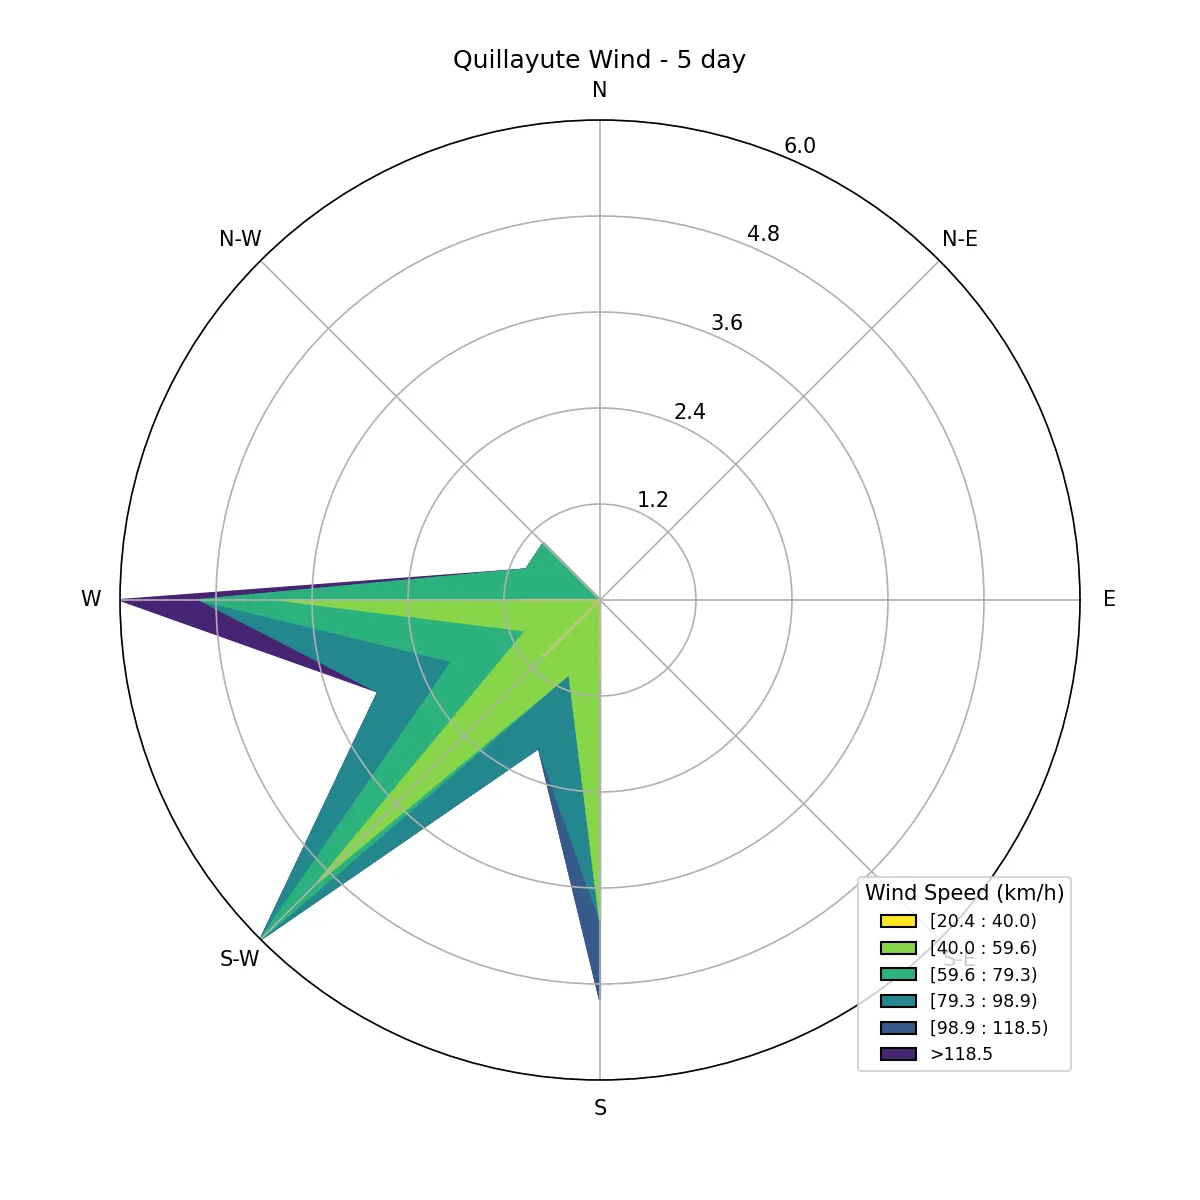 Quillayute Wind - 5 day
N
6.0
N-W
4.8
N-E
3.6
2.4
1.2
W
E
S-W
S-E
S
Wind Speed (km/h)
[20.4 : 40.0)
[40.0 : 59.6)
[59.6 : 79.3)
[79.3 : 98.9)
[98.9 : 118.5)
>118.5